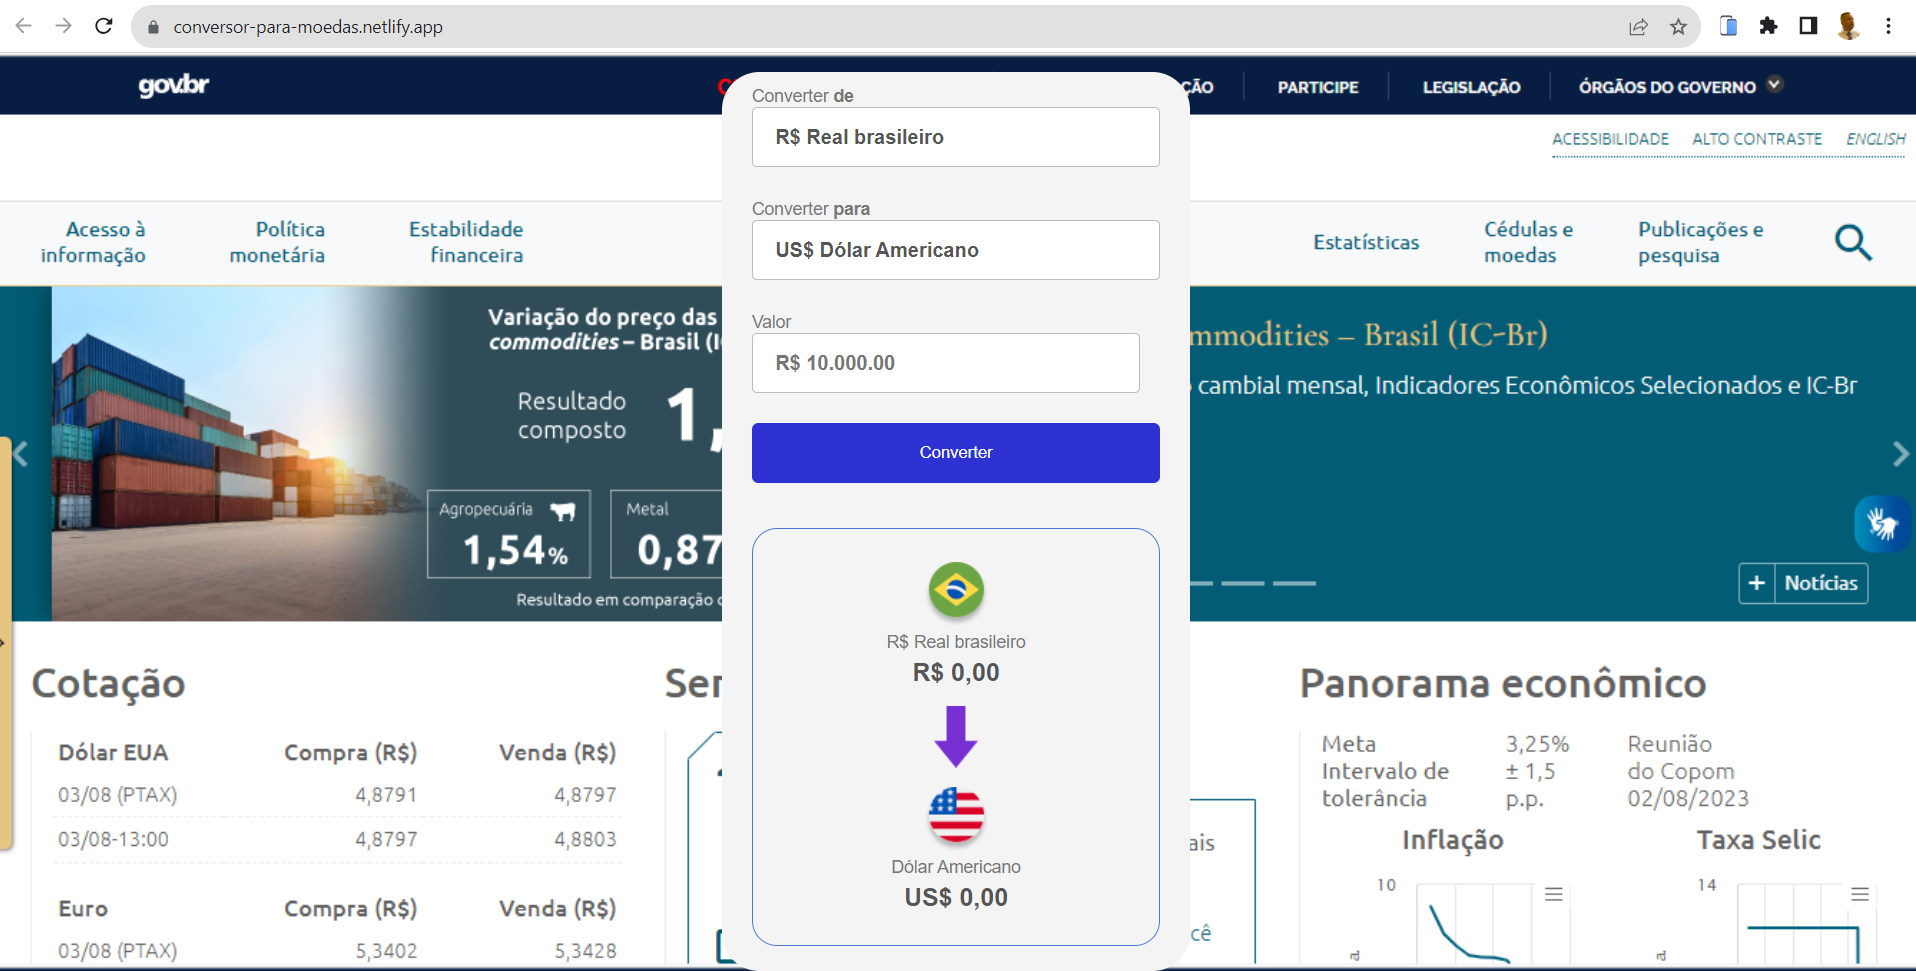 conversor-para-moedas.netlify.app
gov.br
ÇÃO
PARTICIPE
LEGISLAÇÃO
ÓRGÃOS DO GOVERNO
ACESSIBILIDADE
ALTO CONTRASTE
ENGLISH
Converter de
R$ Real brasileiro
Converter para
US$ Dólar Americano
Valor
R$ 10.000.00
Converter
R$ Real brasileiro
R$ 0,00
Dólar Americano
US$ 0,00
Acesso à
informação
Política
monetária
Estabilidade
financeira
Estatísticas
Cédulas e
moedas
Publicações e
pesquisa
Variação do preço das
commodities – Brasil (I
Resultado
composto
1,
Agropecuária
1,54%
Metal
0,87
Resultado em comparação
mmodities – Brasil (IC-Br)
cambial mensal, Indicadores Econômicos Selecionados e IC-Br
+ Notícias
Cotação
Dólar EUA Compra (R$) Venda (R$)
03/08 (PTAX) 4,8791 4,8797
03/08-13:00 4,8797 4,8803
Euro Compra (R$) Venda (R$)
03/08 (PTAX) 5,3402 5,3428
Ser
ais
cê
Panorama econômico
Meta 3,25% Reunião
Intervalo de ± 1,5 do Copom
tolerância p.p. 02/08/2023
Inflação
10
Taxa Selic
14